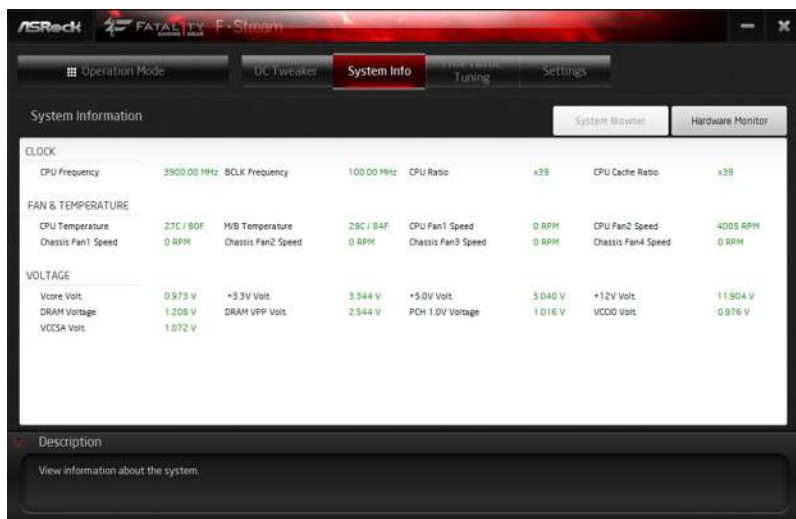 ASRock FATAL1TY GAMING GEAR F-Stream
Operation Mode OC Tweaker System Info Tuning Settings
System Information System Browser Hardware Monitor
CLOCK
CPU Frequency 3900.00 MHz BCLK Frequency 100.00 MHz CPU Ratio x39 CPU Cache Ratio x39
FAN & TEMPERATURE
CPU Temperature 27C / 80F M/B Temperature 29C / 84F CPU Fan1 Speed 0 RPM CPU Fan2 Speed 4005 RPM
Chassis Fan1 Speed 0 RPM Chassis Fan2 Speed 0 RPM Chassis Fan3 Speed 0 RPM Chassis Fan4 Speed 0 RPM
VOLTAGE
Vcore Volt. 0.973 V +3.3V Volt. 3.344 V +5.0V Volt. 5.040 V +12V Volt. 11.904 V
DRAM Voltage 1.208 V DRAM VPP Volt. 2.544 V PCH 1.0V Voltage 1.016 V VCCIO Volt. 0.976 V
VCCSA Volt. 1.072 V
Description
View information about the system.